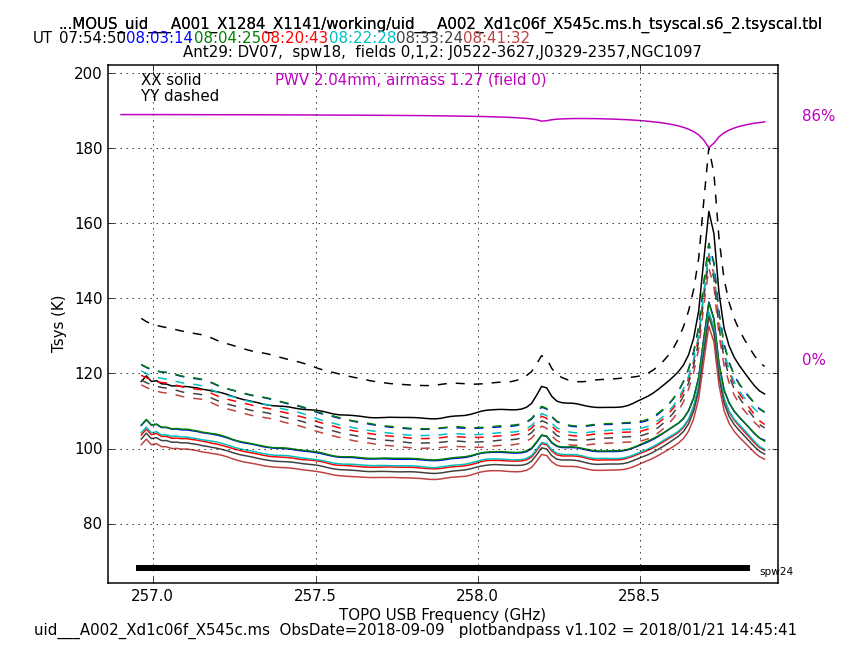 ...MOUS_uid___A001_X1284_X1141/working/uid___A002_Xd1c06f_X545c.ms.h_tsyscal.s6_2.tsyscal.tbl
UT 07:54:50 08:03:14 08:04:25 08:20:43 08:22:28 08:33:24 08:41:32
Ant29: DV07, spw18, fields 0,1,2: J0522-3627,J0329-2357,NGC1097
XX solid
YY dashed
PWV 2.04mm, airmass 1.27 (field 0)
86%
0%
200
180
160
140
120
100
80
Tsys (K)
spw24
257.0 257.5 258.0 258.5
TOPO USB Frequency (GHz)
uid___A002_Xd1c06f_X545c.ms ObsDate=2018-09-09 plotbandpass v1.102 = 2018/01/21 14:45:41